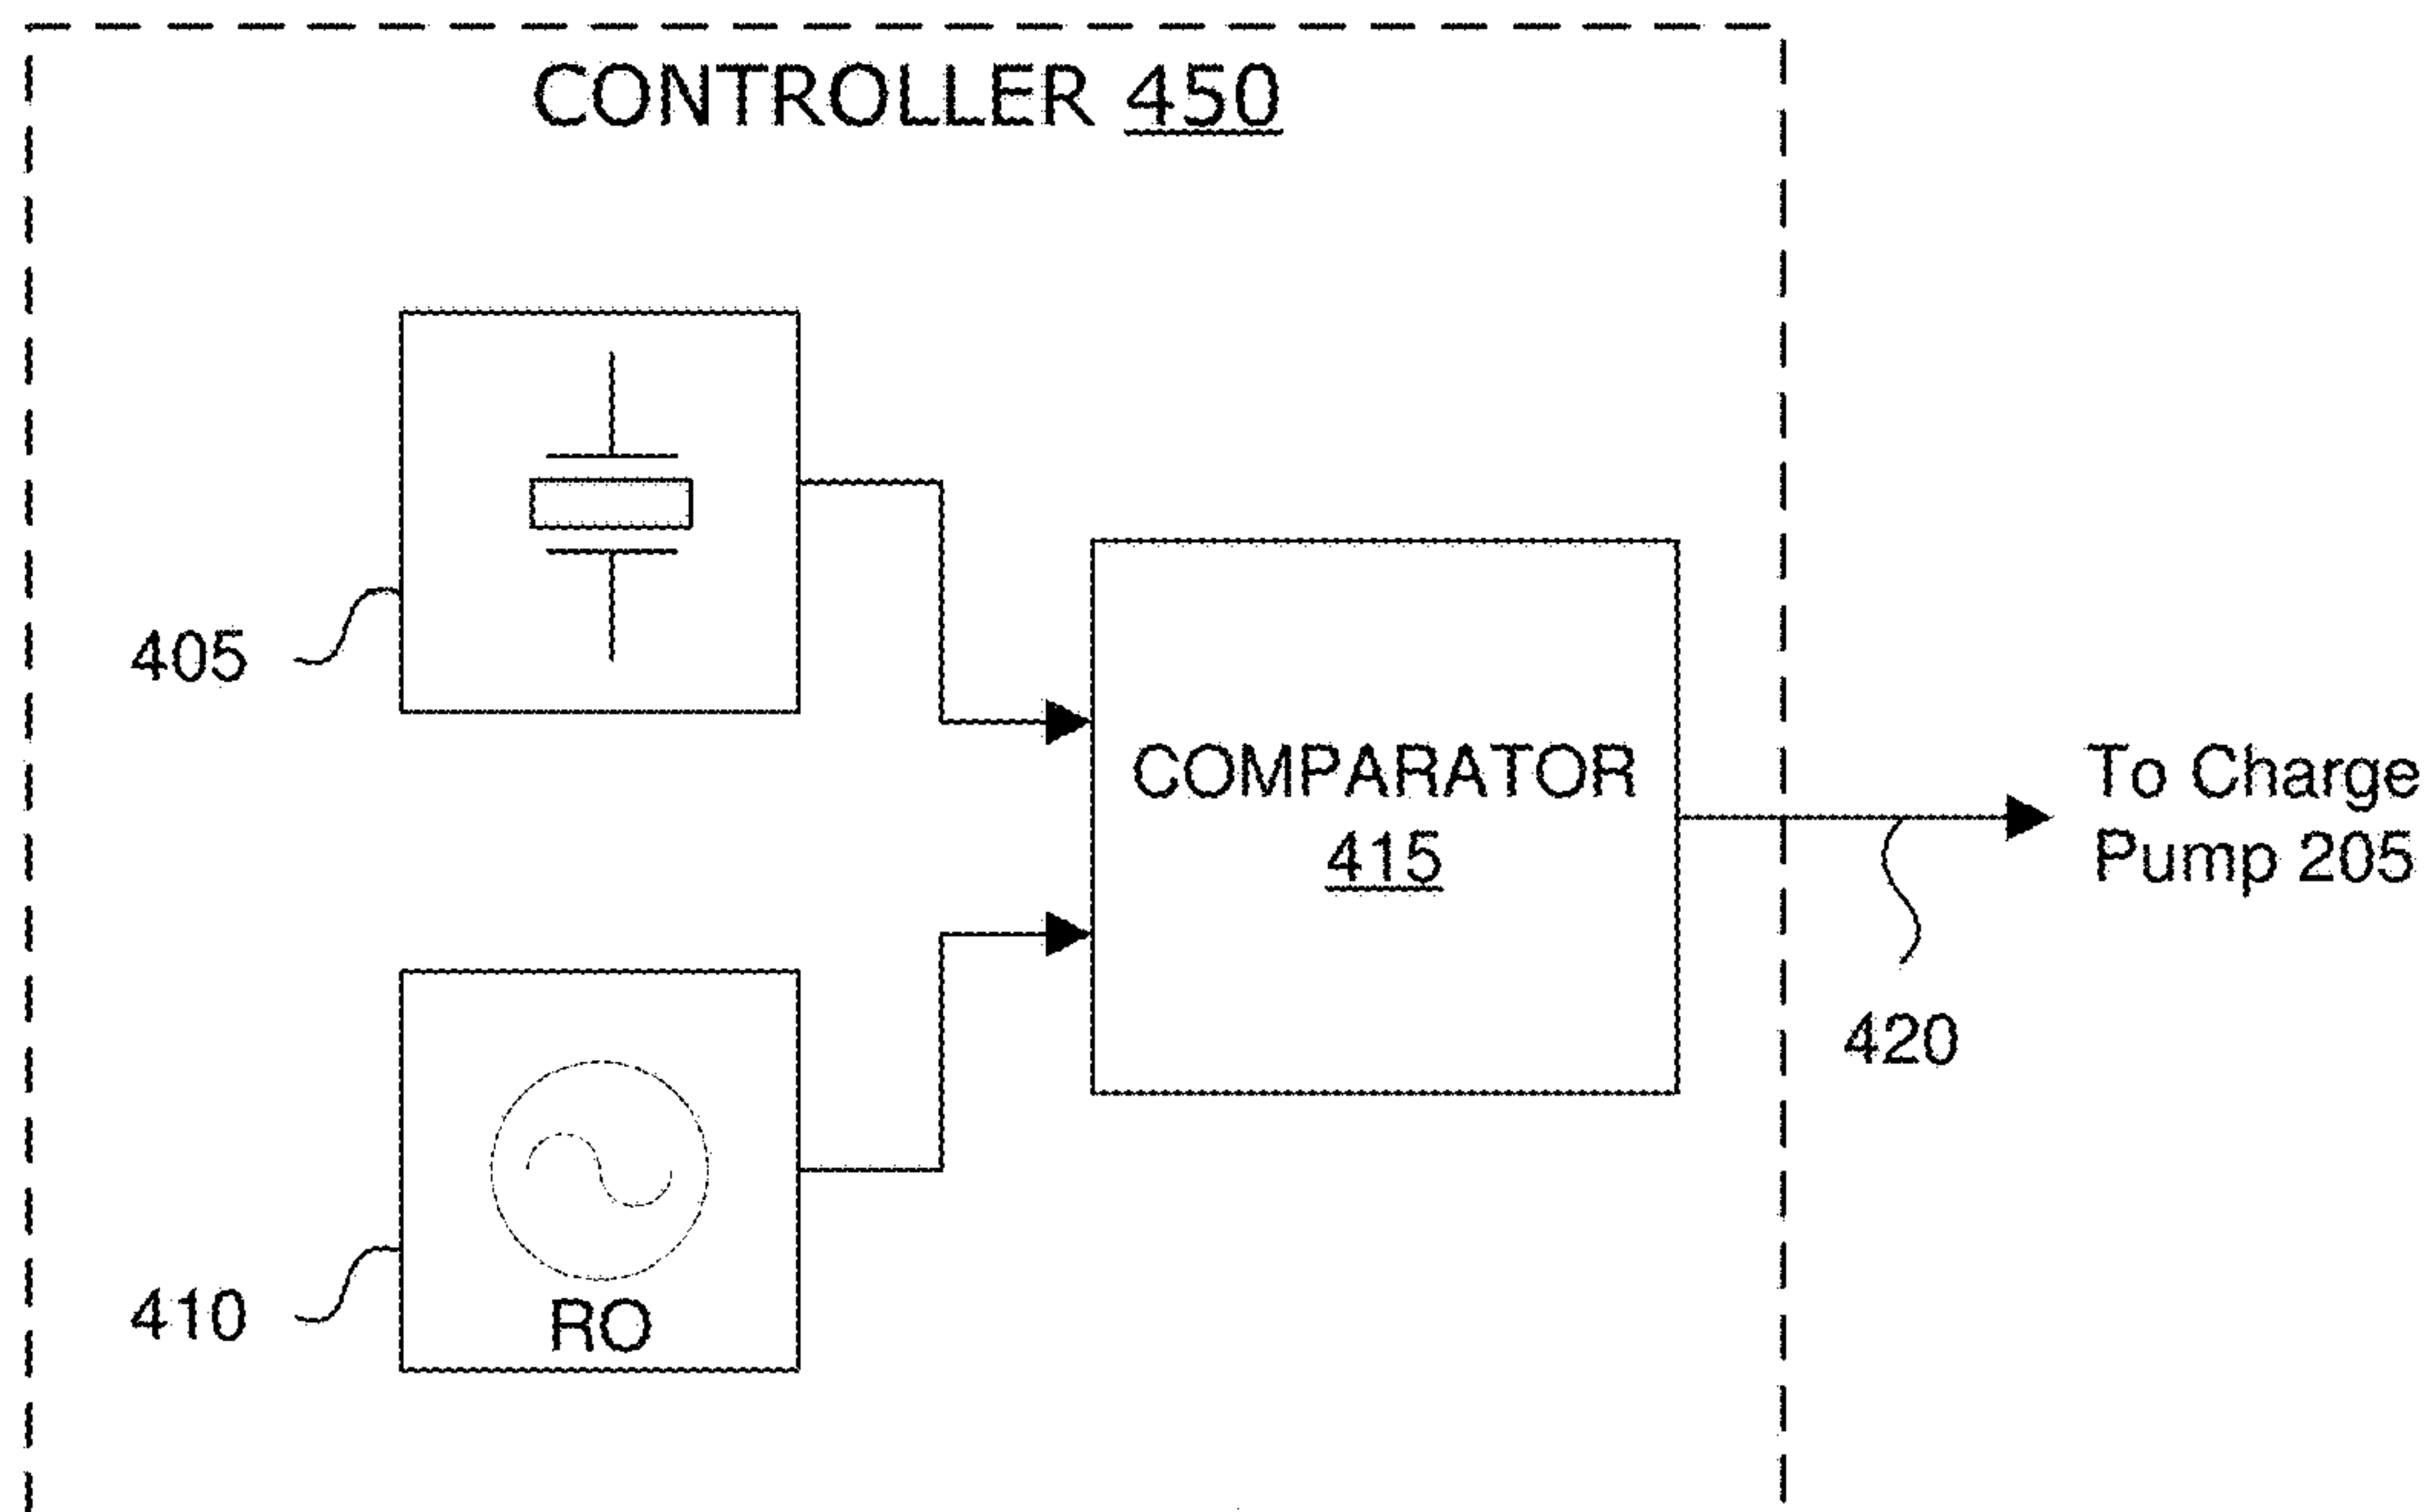 CONTROLLER 450
405
COMPARATOR
415
To Charge
Pump 205
420
410
RO